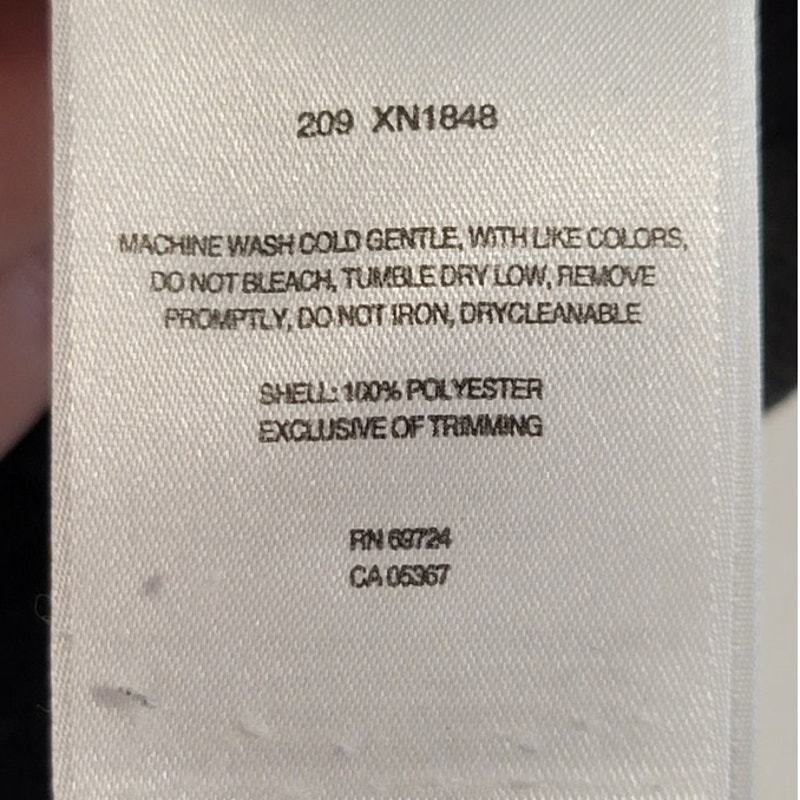 209 XN1848
MACHINE WASH COLD GENTLE, WITH LIKE COLORS,
DO NOT BLEACH, TUMBLE DRY LOW, REMOVE
PROMPTLY, DO NOT IRON, DRYCLEANABLE
SHELL: 100% POLYESTER
EXCLUSIVE OF TRIMMING
RN 69724
CA 05367